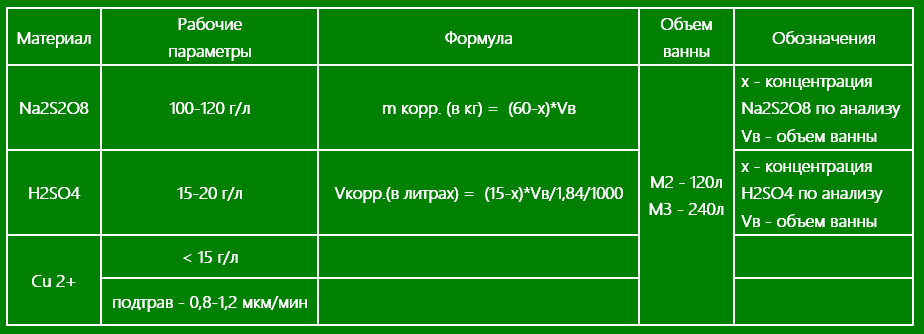 Материал
Рабочие
параметры
Формула
Объем
ванны
Обозначения
Na2S2O8
100-120 г/л
m корр. (в кг) = (60-x)*Vв
М2 - 120л
М3 - 240л
x - концентрация
Na2S2O8 по анализу
Vв - объем ванны
H2SO4
15-20 г/л
Vкорр.(в литрах) = (15-x)*Vв/1,84/1000
x - концентрация
H2SO4 по анализу
Vв - объем ванны
Cu 2+
< 15 г/л
подтрав - 0,8-1,2 мкм/мин